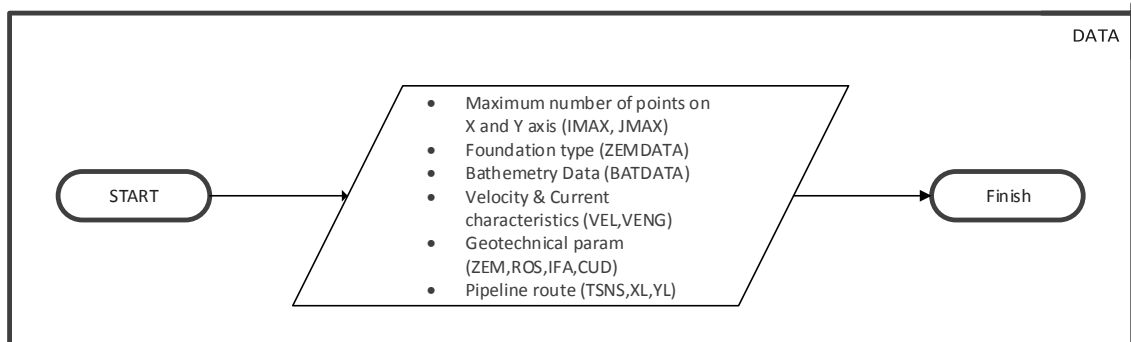 DATA
START
• Maximum number of points on
X and Y axis (IMAX, JMAX)
• Foundation type (ZEMDATA)
• Bathemetry Data (BATDATA)
• Velocity & Current
characteristics (VEL,VENG)
• Geotechnical param
(ZEM,ROS,IFA,CUD)
• Pipeline route (TSNS,XL,YL)
Finish